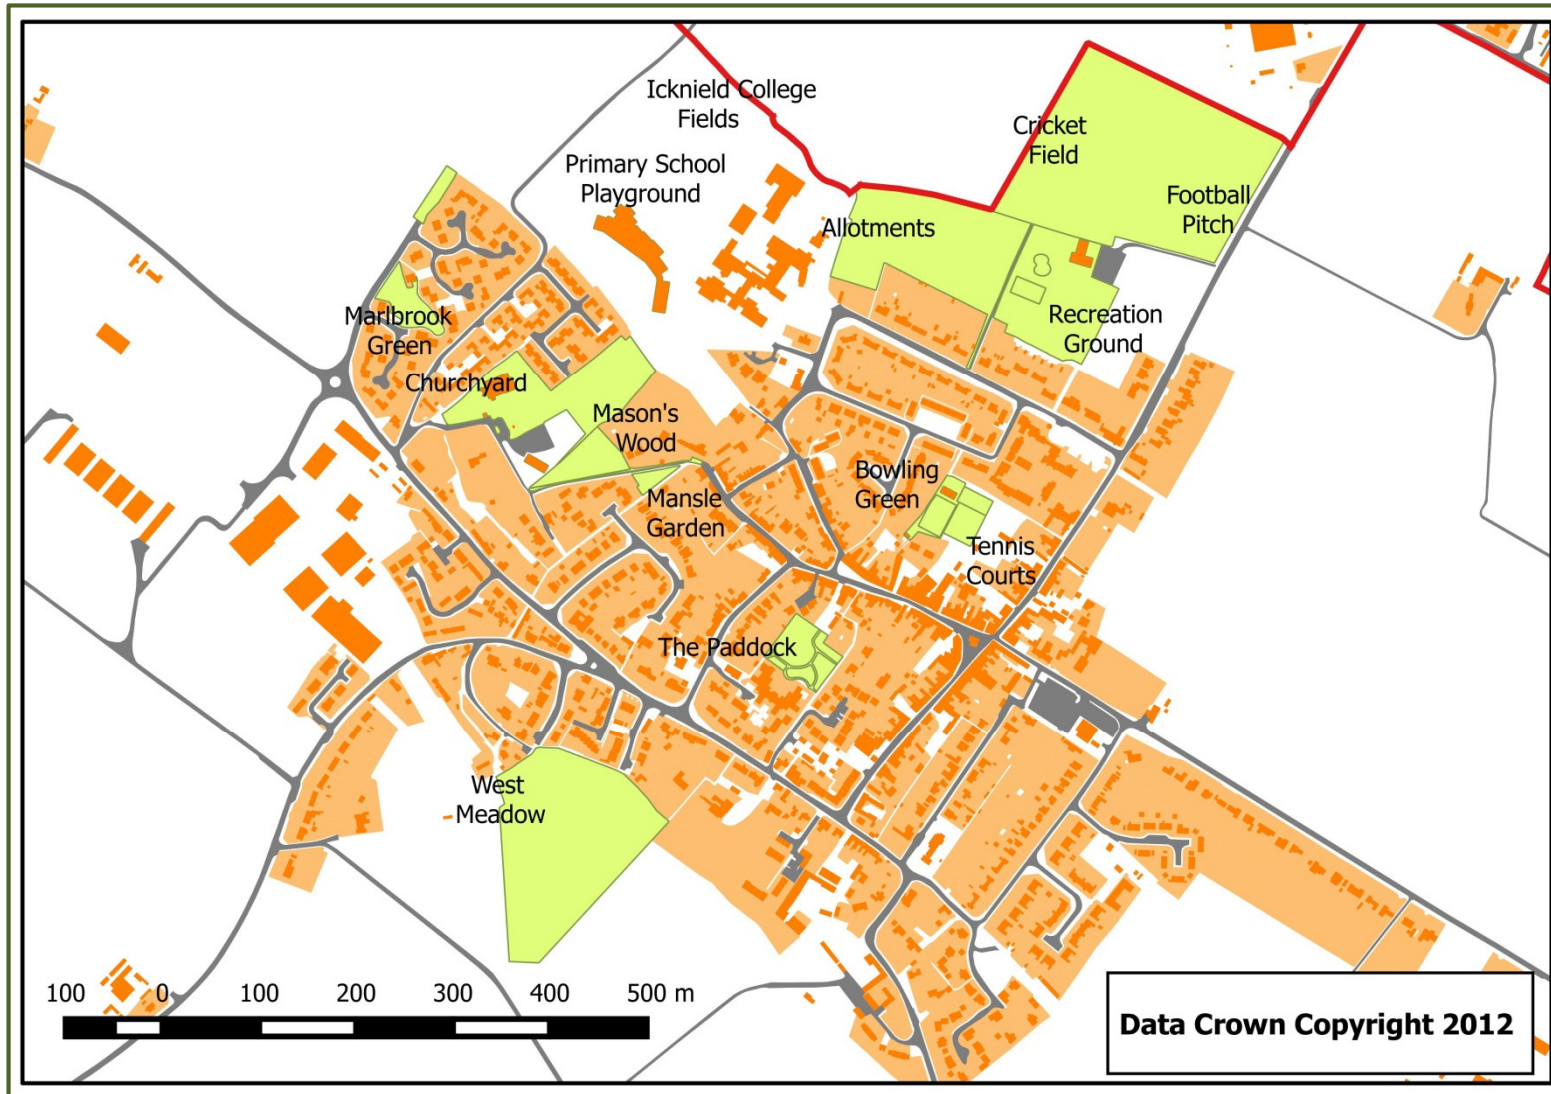 Icknield College
Fields
Cricket
Field
Primary School
Playground
Football
Pitch
Allotments
Marlbrook
Green
Recreation
Ground
Churchyard
Mason's
Wood
Bowling
Green
Mansle
Garden
Tennis
Courts
The Paddock
West
Meadow
100 0 100 200 300 400 500 m
Data Crown Copyright 2012